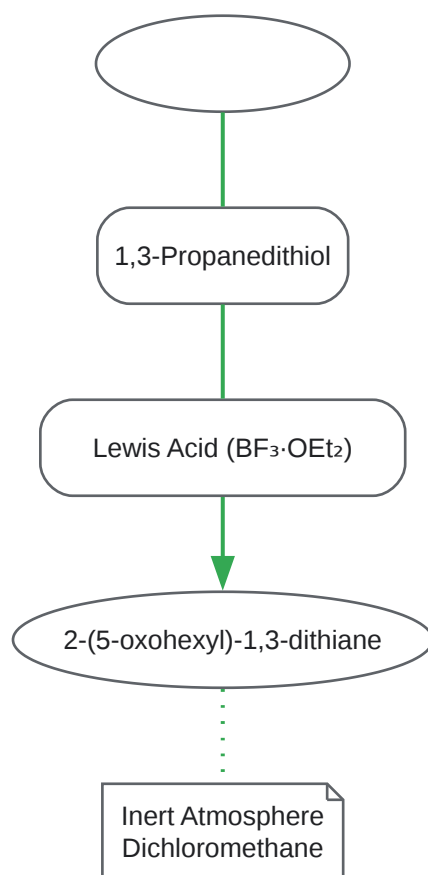 1,3-Propanedithiol
Lewis Acid (BF₃·OEt₂)
2-(5-oxohexyl)-1,3-dithiane
Inert Atmosphere
Dichloromethane